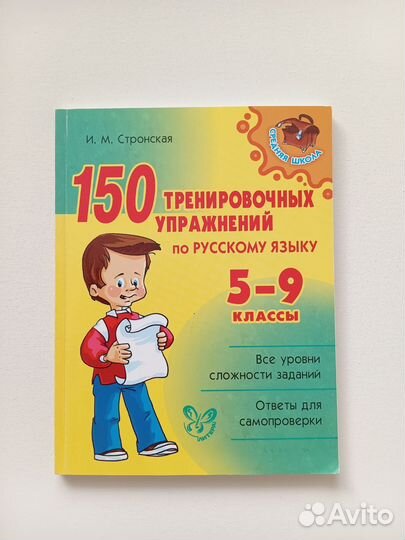 И. М. Стронская
СРЕДНЯЯ ШКОЛА
150 ТРЕНИРОВОЧНЫХ
УПРАЖНЕНИЙ
ПО РУССКОМУ ЯЗЫКУ
5–9
КЛАССЫ
Все уровни
сложности заданий
Ответы для
самопроверки
ЛИТЕРА
Avito